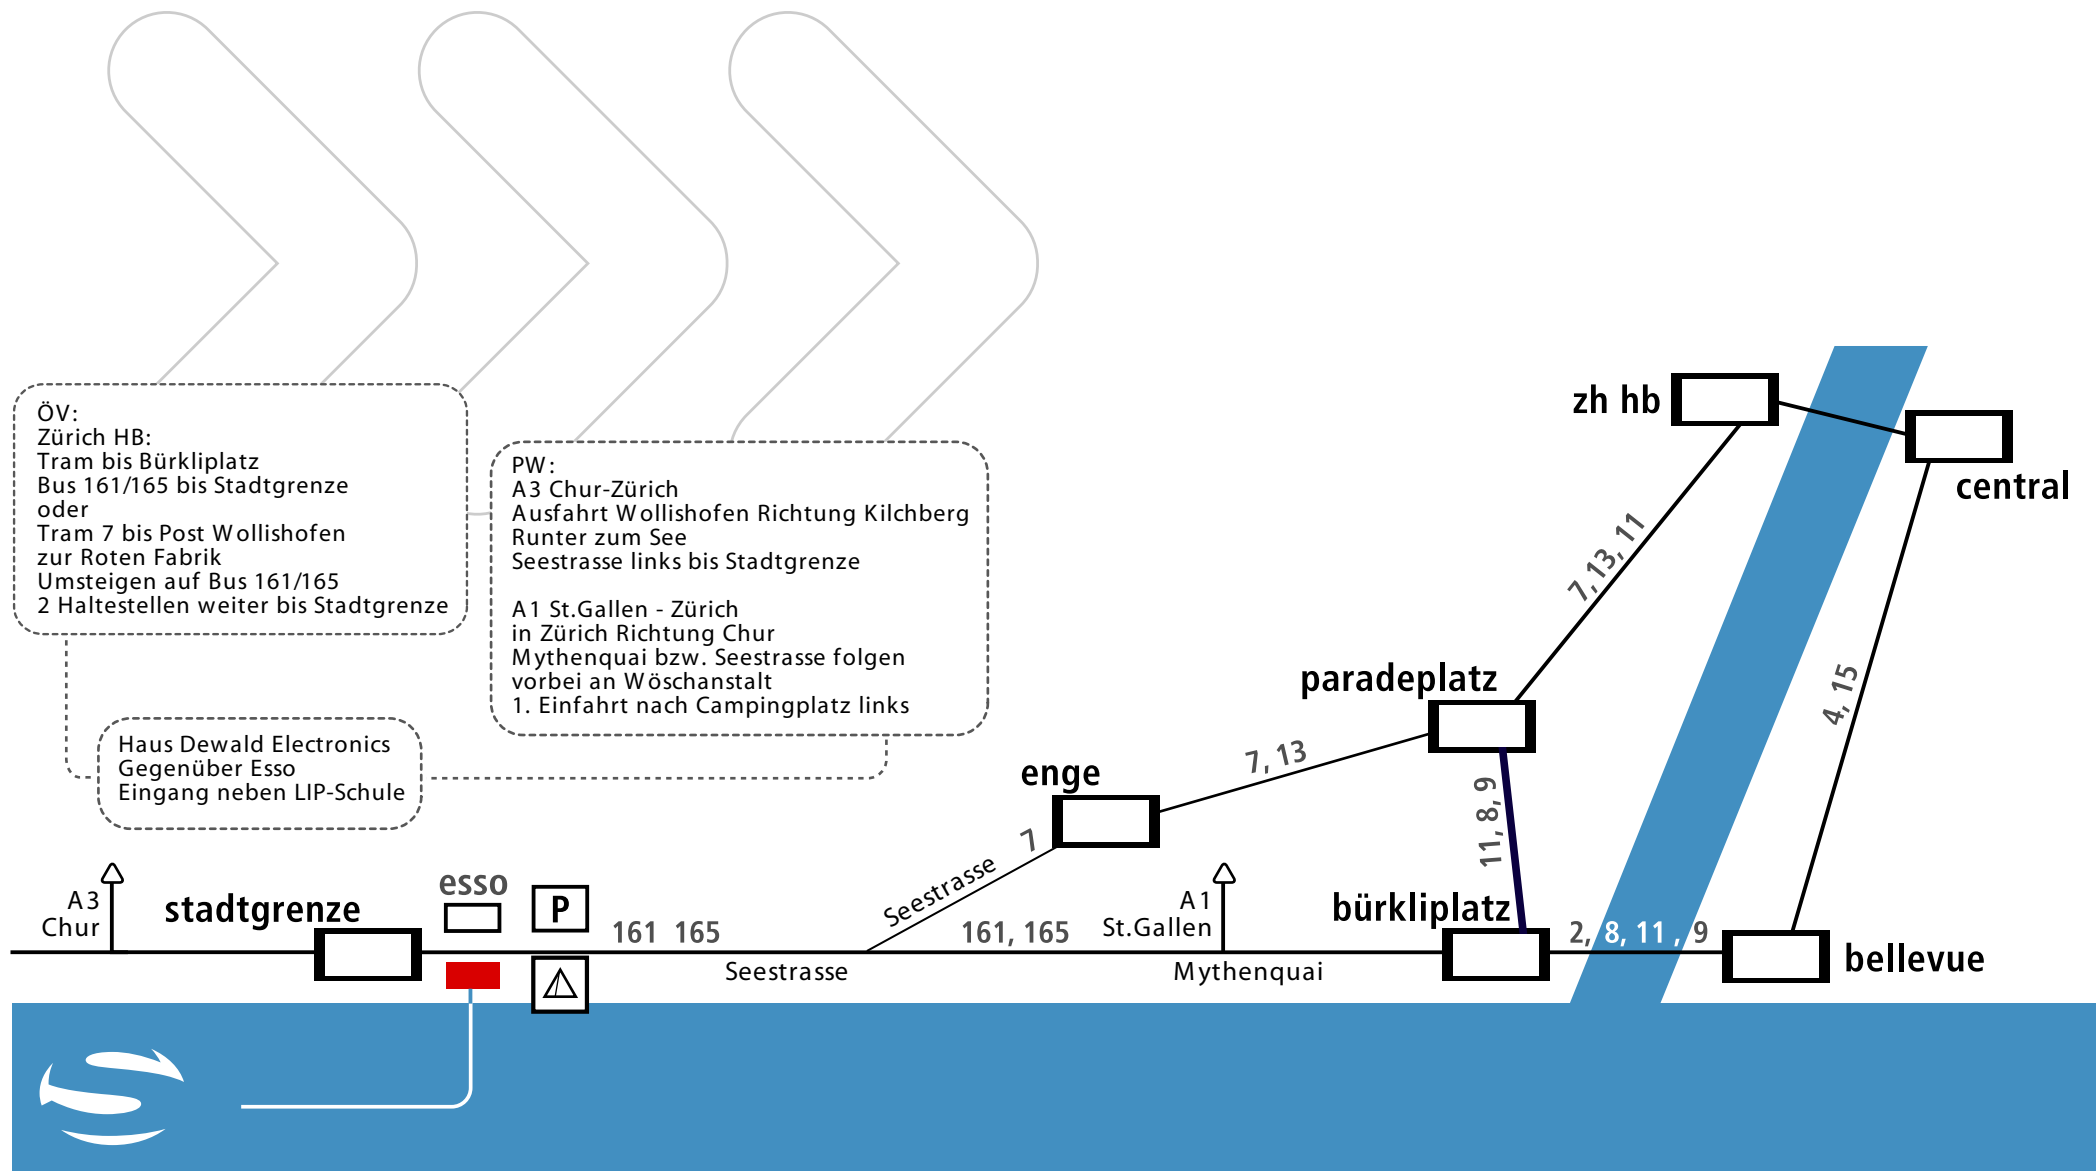 ÖV:
Zürich HB:
Tram bis Bürkliplatz
Bus 161/165 bis Stadtgrenze
oder
Tram 7 bis Post Wollishofen
zur Roten Fabrik
Umsteigen auf Bus 161/165
2 Haltestellen weiter bis Stadtgrenze
PW:
A3 Chur-Zürich
Ausfahrt Wollishofen Richtung Kilchberg
Runter zum See
Seestrasse links bis Stadtgrenze
A1 St.Gallen - Zürich
in Zürich Richtung Chur
Mythenquai bzw. Seestrasse folgen
vorbei an Wöschanstalt
1. Einfahrt nach Campingplatz links
Haus Dewald Electronics
Gegenüber Esso
Eingang neben LIP-Schule
zh hb
central
7, 13, 11
4, 15
paradeplatz
7, 13
enge
11, 8, 9
7
Seestrasse
A3
Chur
stadtgrenze
esso
P
161 165
Seestrasse
161, 165
A1
St.Gallen
Mythenquai
bürkliplatz
2, 8, 11 , 9
bellevue